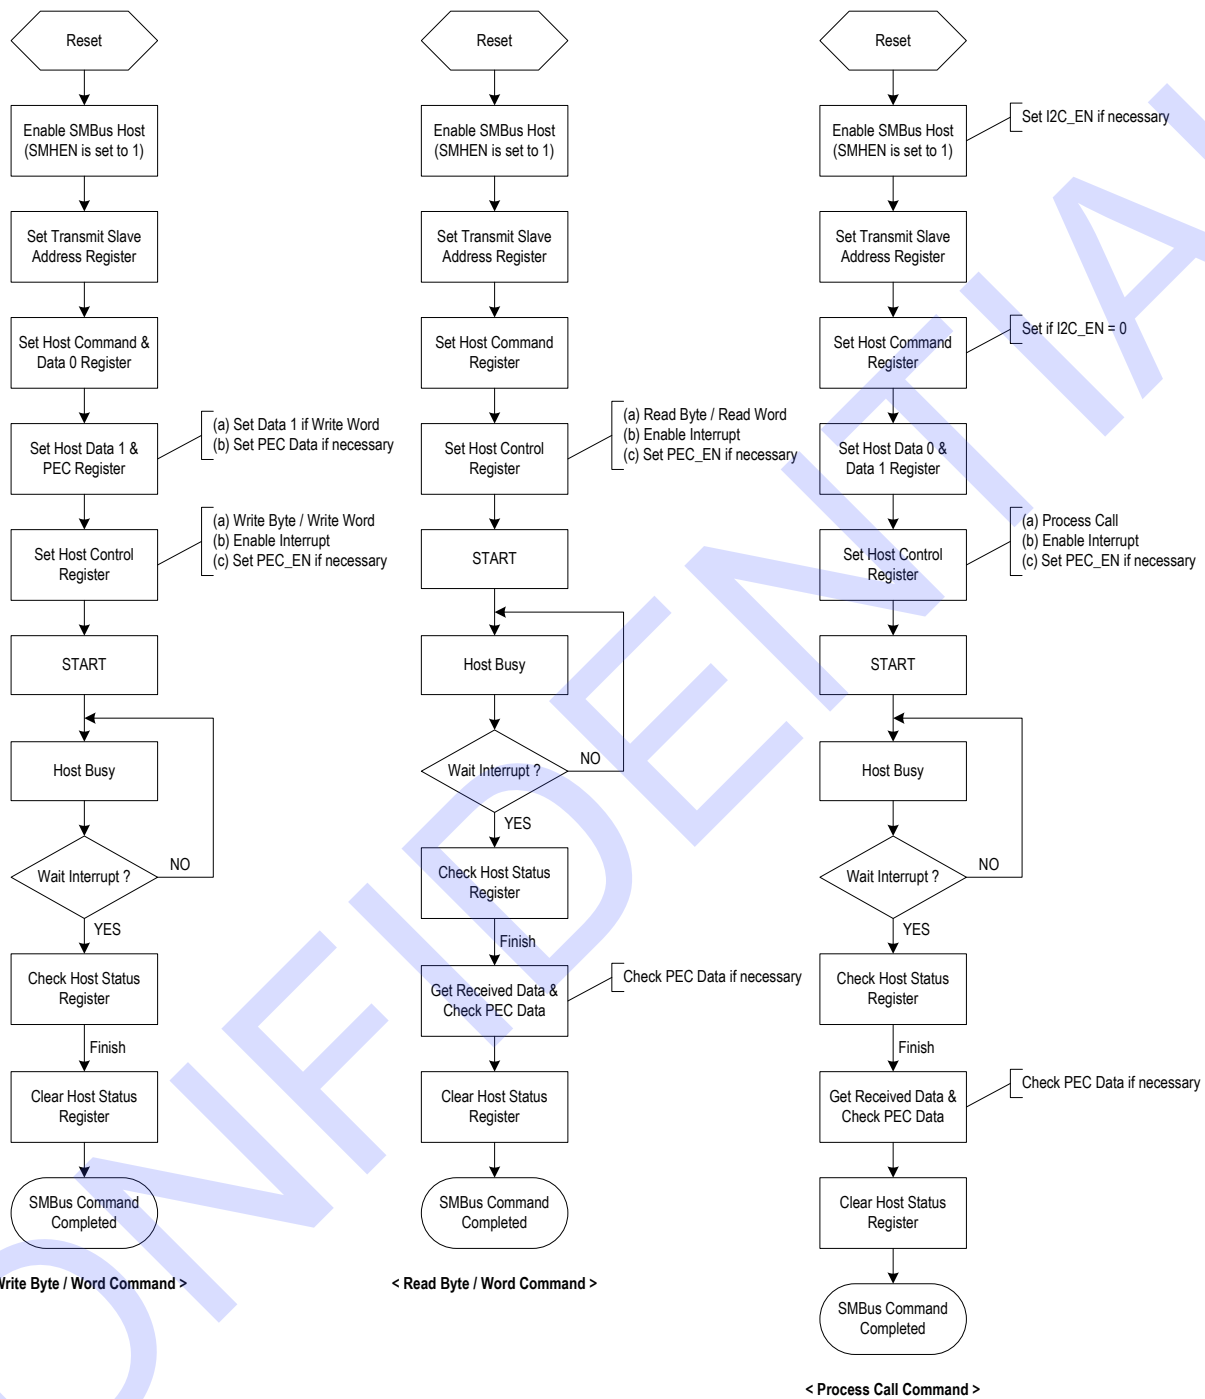 Reset
Enable SMBus Host
(SMHEN is set to 1)
Set Transmit Slave
Address Register
Set Host Command &
Data 0 Register
Set Host Data 1 &
PEC Register
(a) Set Data 1 if Write Word
(b) Set PEC Data if necessary
Set Host Control
Register
(a) Write Byte / Write Word
(b) Enable Interrupt
(c) Set PEC_EN if necessary
START
Host Busy
Wait Interrupt ?
NO
YES
Check Host Status
Register
Finish
Clear Host Status
Register
SMBus Command
Completed
Write Byte / Word Command >
Reset
Enable SMBus Host
(SMHEN is set to 1)
Set Transmit Slave
Address Register
Set Host Command
Register
Set Host Control
Register
(a) Read Byte / Read Word
(b) Enable Interrupt
(c) Set PEC_EN if necessary
START
Host Busy
Wait Interrupt ?
NO
YES
Check Host Status
Register
Finish
Get Received Data &
Check PEC Data
Check PEC Data if necessary
Clear Host Status
Register
SMBus Command
Completed
< Read Byte / Word Command >
Reset
Enable SMBus Host
(SMHEN is set to 1)
Set I2C_EN if necessary
Set Transmit Slave
Address Register
Set Host Command
Register
Set if I2C_EN = 0
Set Host Data 0 &
Data 1 Register
Set Host Control
Register
(a) Process Call
(b) Enable Interrupt
(c) Set PEC_EN if necessary
START
Host Busy
Wait Interrupt ?
NO
YES
Check Host Status
Register
Finish
Get Received Data &
Check PEC Data
Check PEC Data if necessary
Clear Host Status
Register
SMBus Command
Completed
< Process Call Command >
ONFIDENTIAL